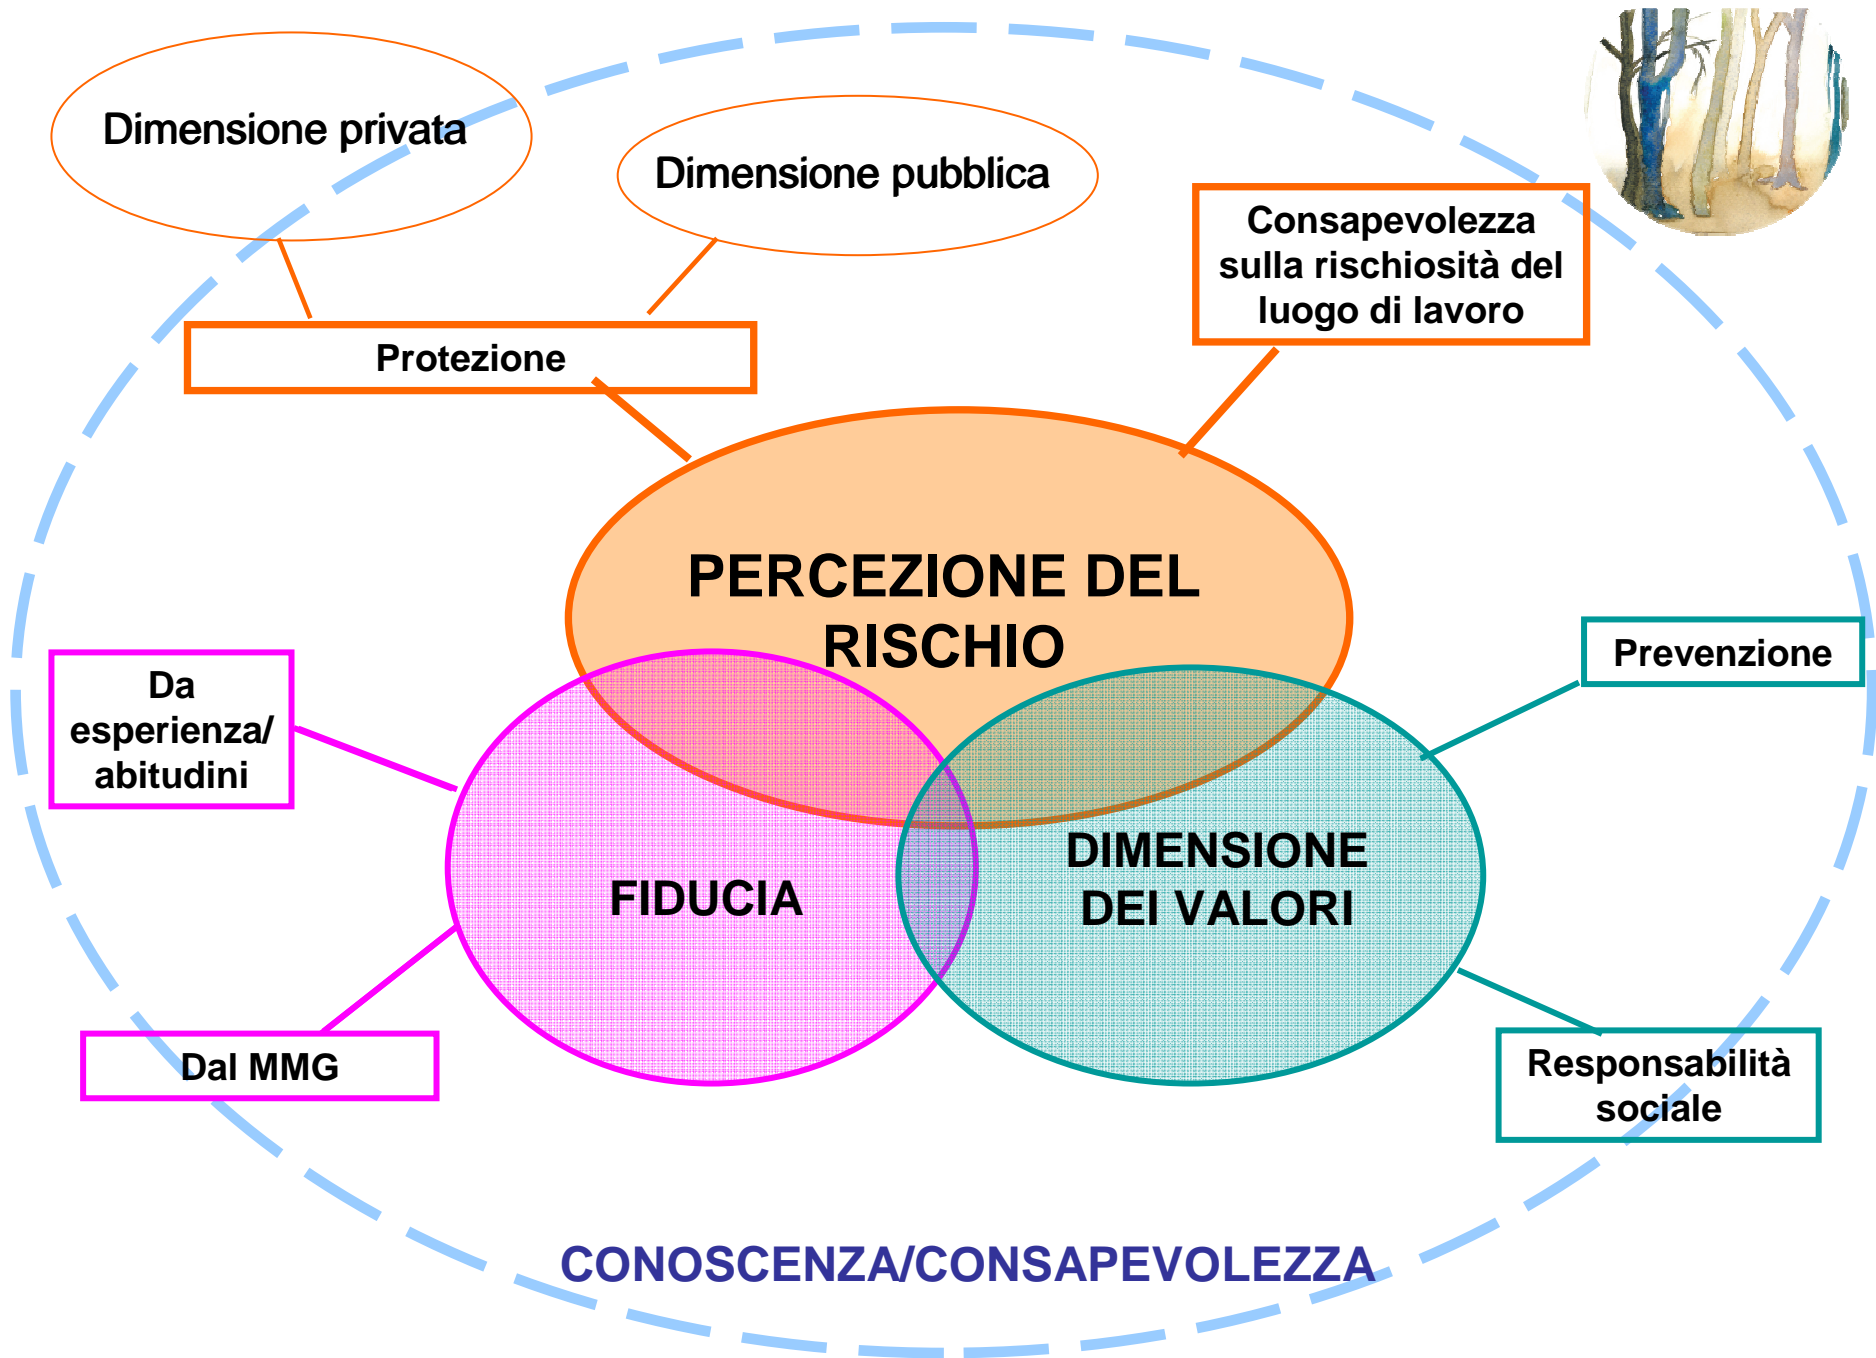 Dimensione privata
Dimensione pubblica
Consapevolezza
sulla rischiosità del
luogo di lavoro
Protezione
PERCEZIONE DEL
RISCHIO
Prevenzione
Da
esperienza/
abitudini
DIMENSIONE
DEI VALORI
FIDUCIA
Dal MMG
Responsabilità
sociale
CONOSCENZA/CONSAPEVOLEZZA